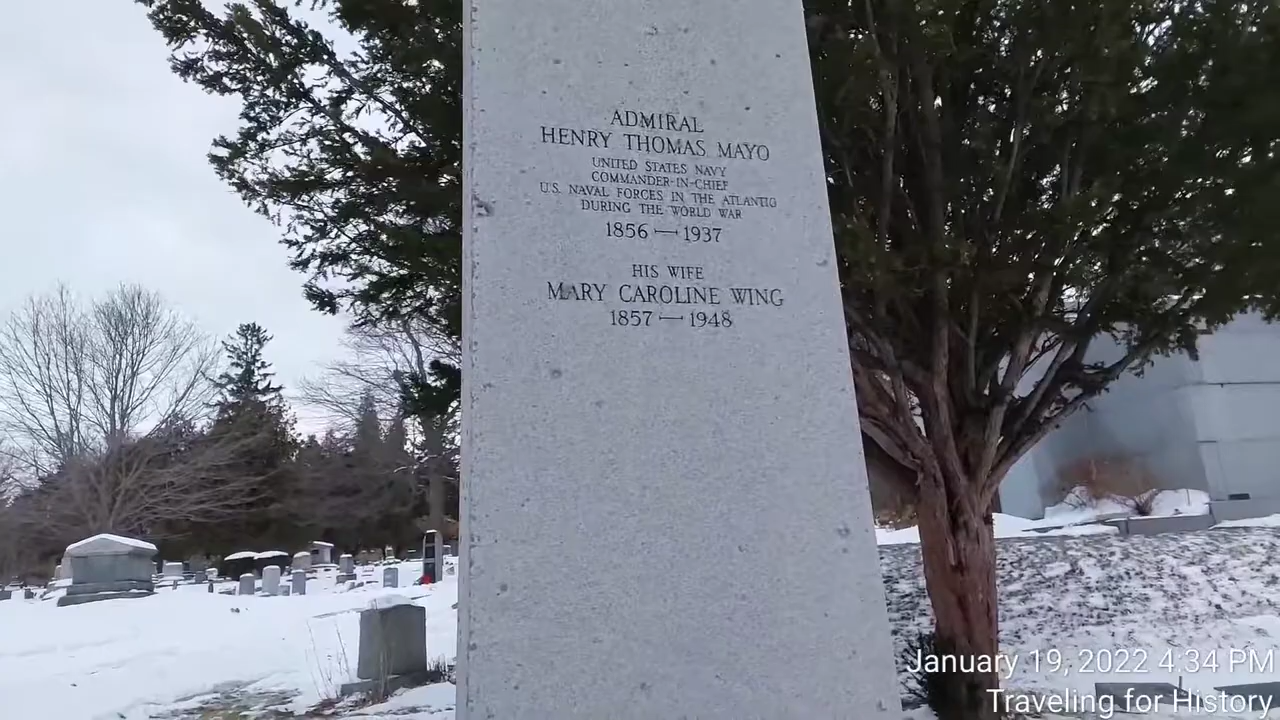 ADMIRAL
HENRY THOMAS MAYO
UNITED STATES NAVY
COMMANDER-IN-CHIEF
U.S. NAVAL FORCES IN THE ATLANTIC
DURING THE WORLD WAR
1856 — 1937
HIS WIFE
MARY CAROLINE WING
1857 — 1948
January 19, 2022 4:34 PM
Traveling for History